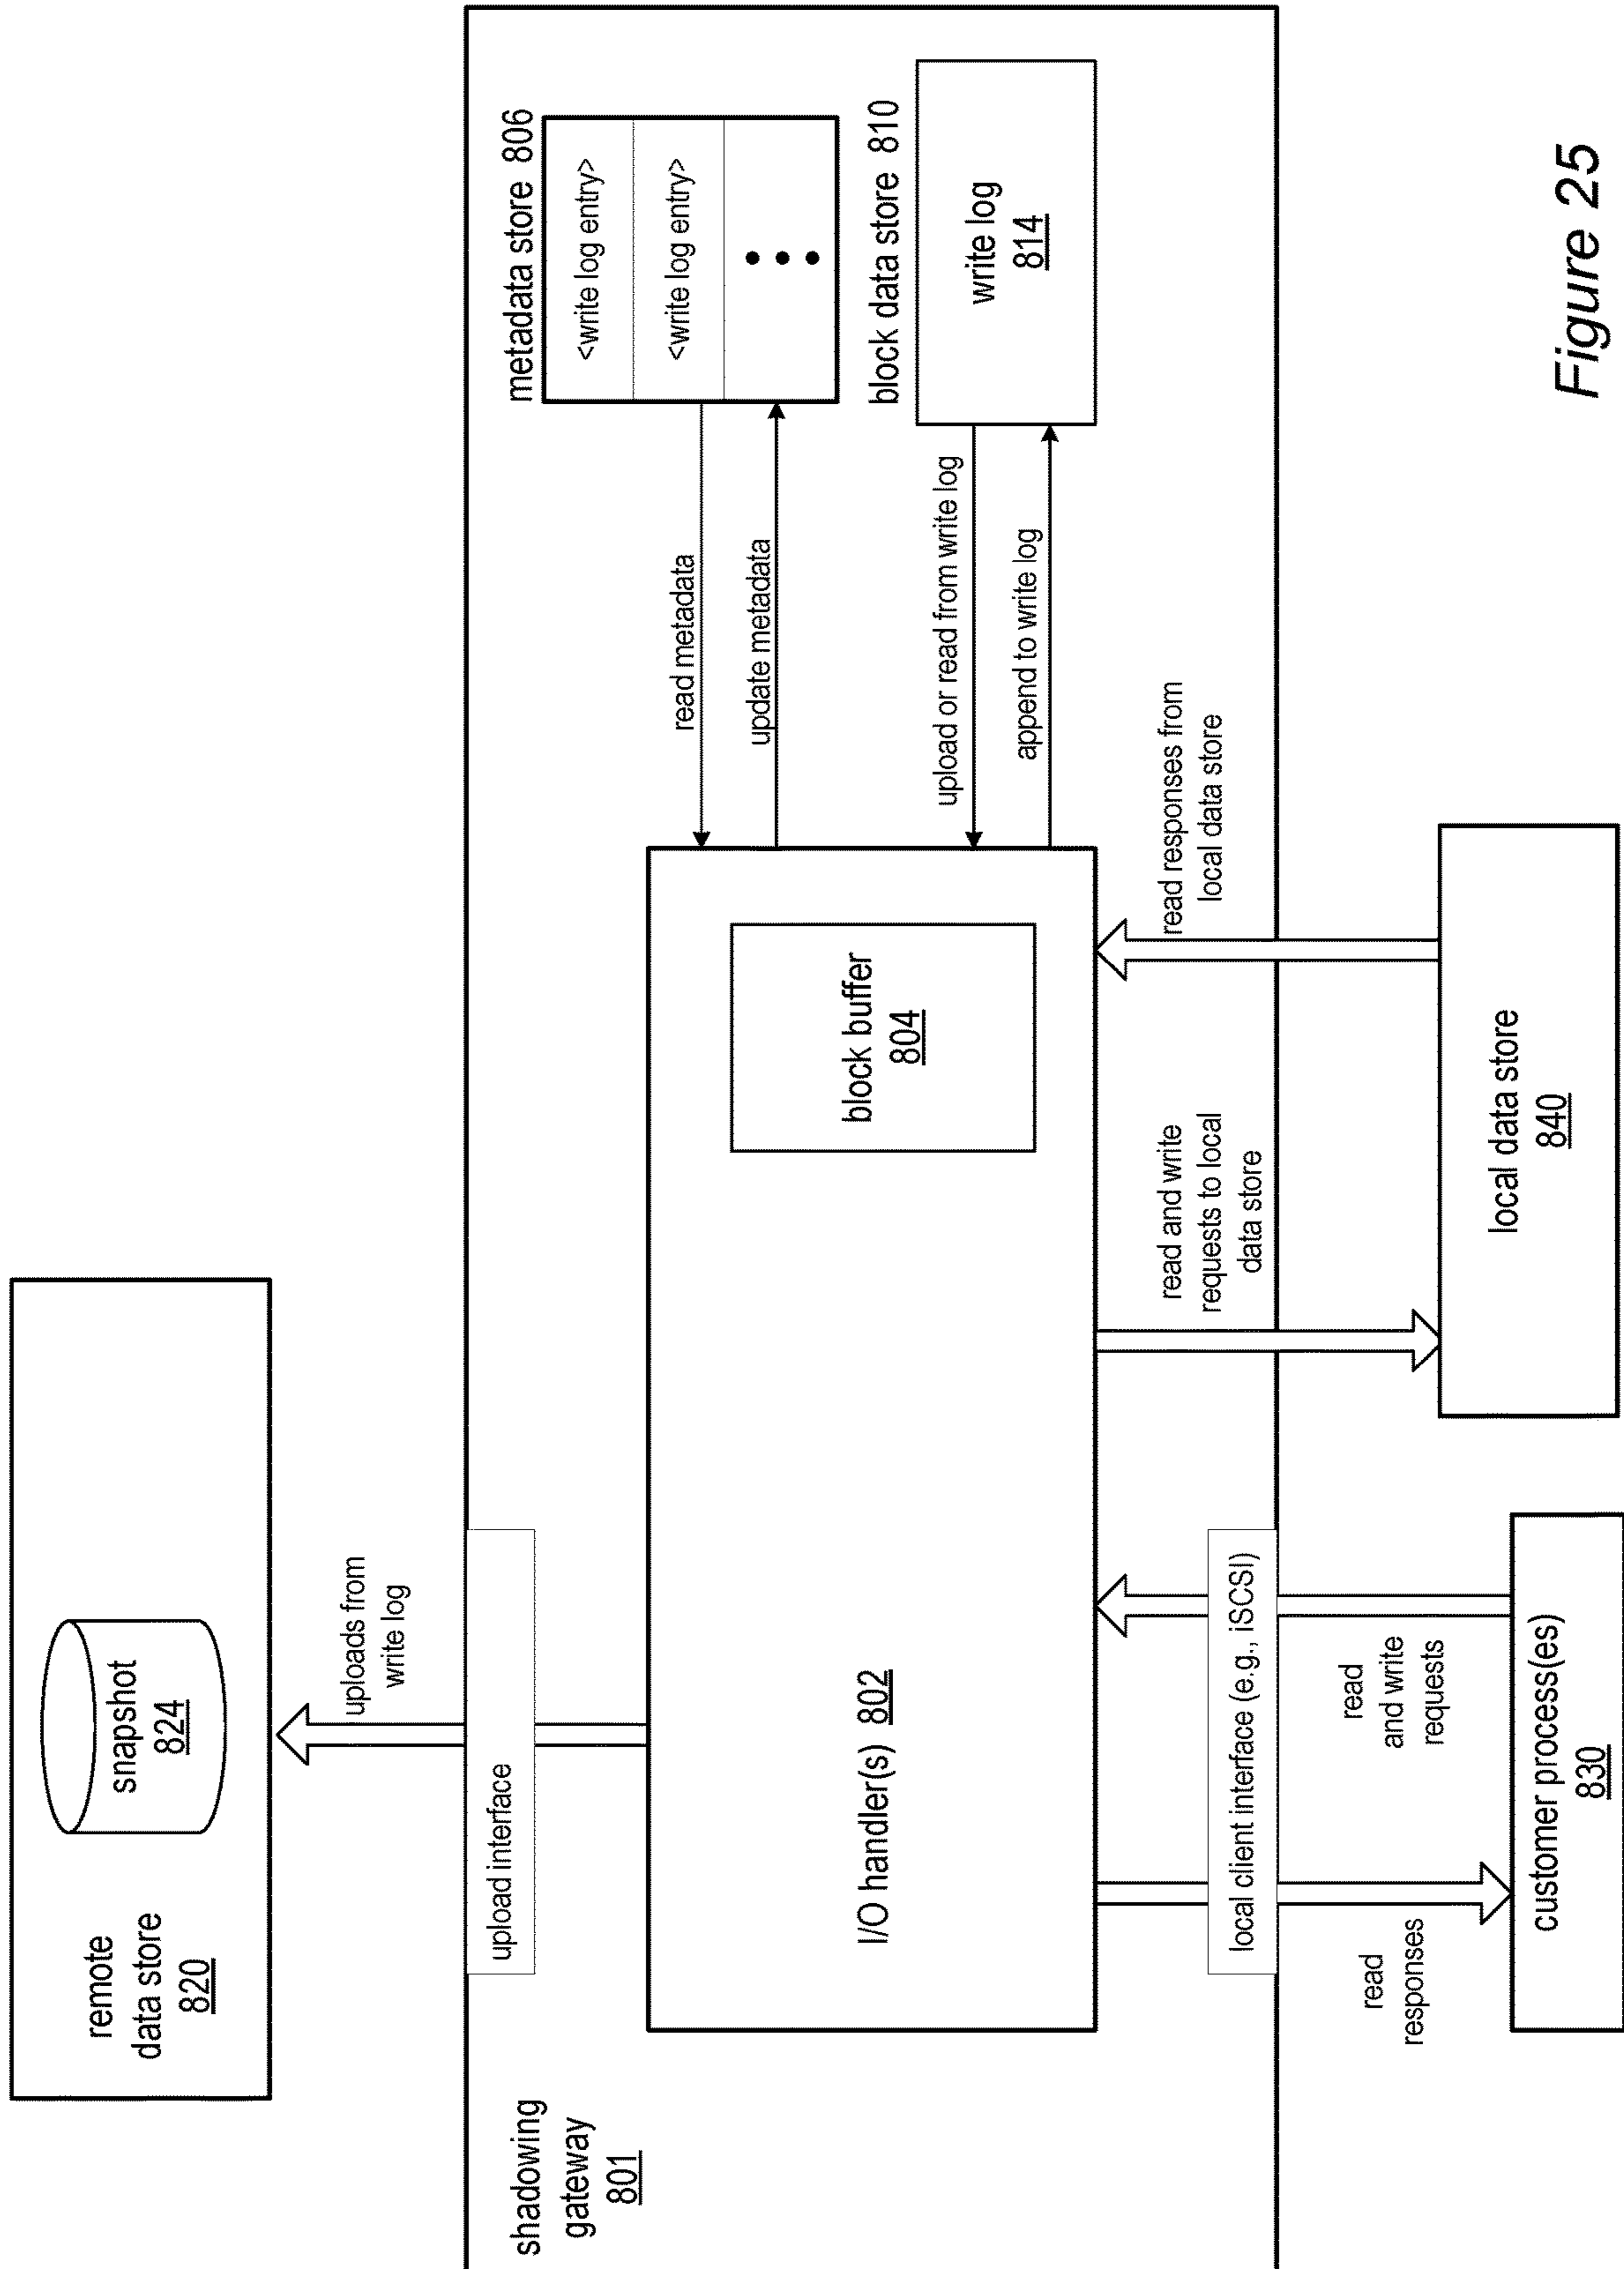 remote
data store
820
snapshot
824
uploads from
write log
shadowing
gateway
801
upload interface
I/O handler(s) 802
block buffer
804
read metadata
update metadata
metadata store 806
<write log entry>
<write log entry>
upload or read from write log
append to write log
block data store 810
write log
814
local client interface (e.g., iSCSI)
read
responses
read
and write
requests
read and write
requests to local
data store
read responses from
local data store
customer process(es)
830
local data store
840
Figure 25